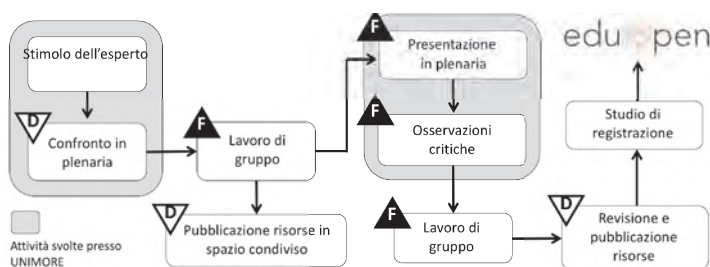 Stimolo dell'esperto
D
Confronto in
plenaria
F
Lavoro di
gruppo
D
Pubblicazione risorse in
spazio condiviso
F
Presentazione
in plenaria
F
Osservazioni
critiche
F
Lavoro di
gruppo
D
Revisione e
pubblicazione
risorse
Studio di
registrazione
edu pen
Attività svolte presso
UNIMORE